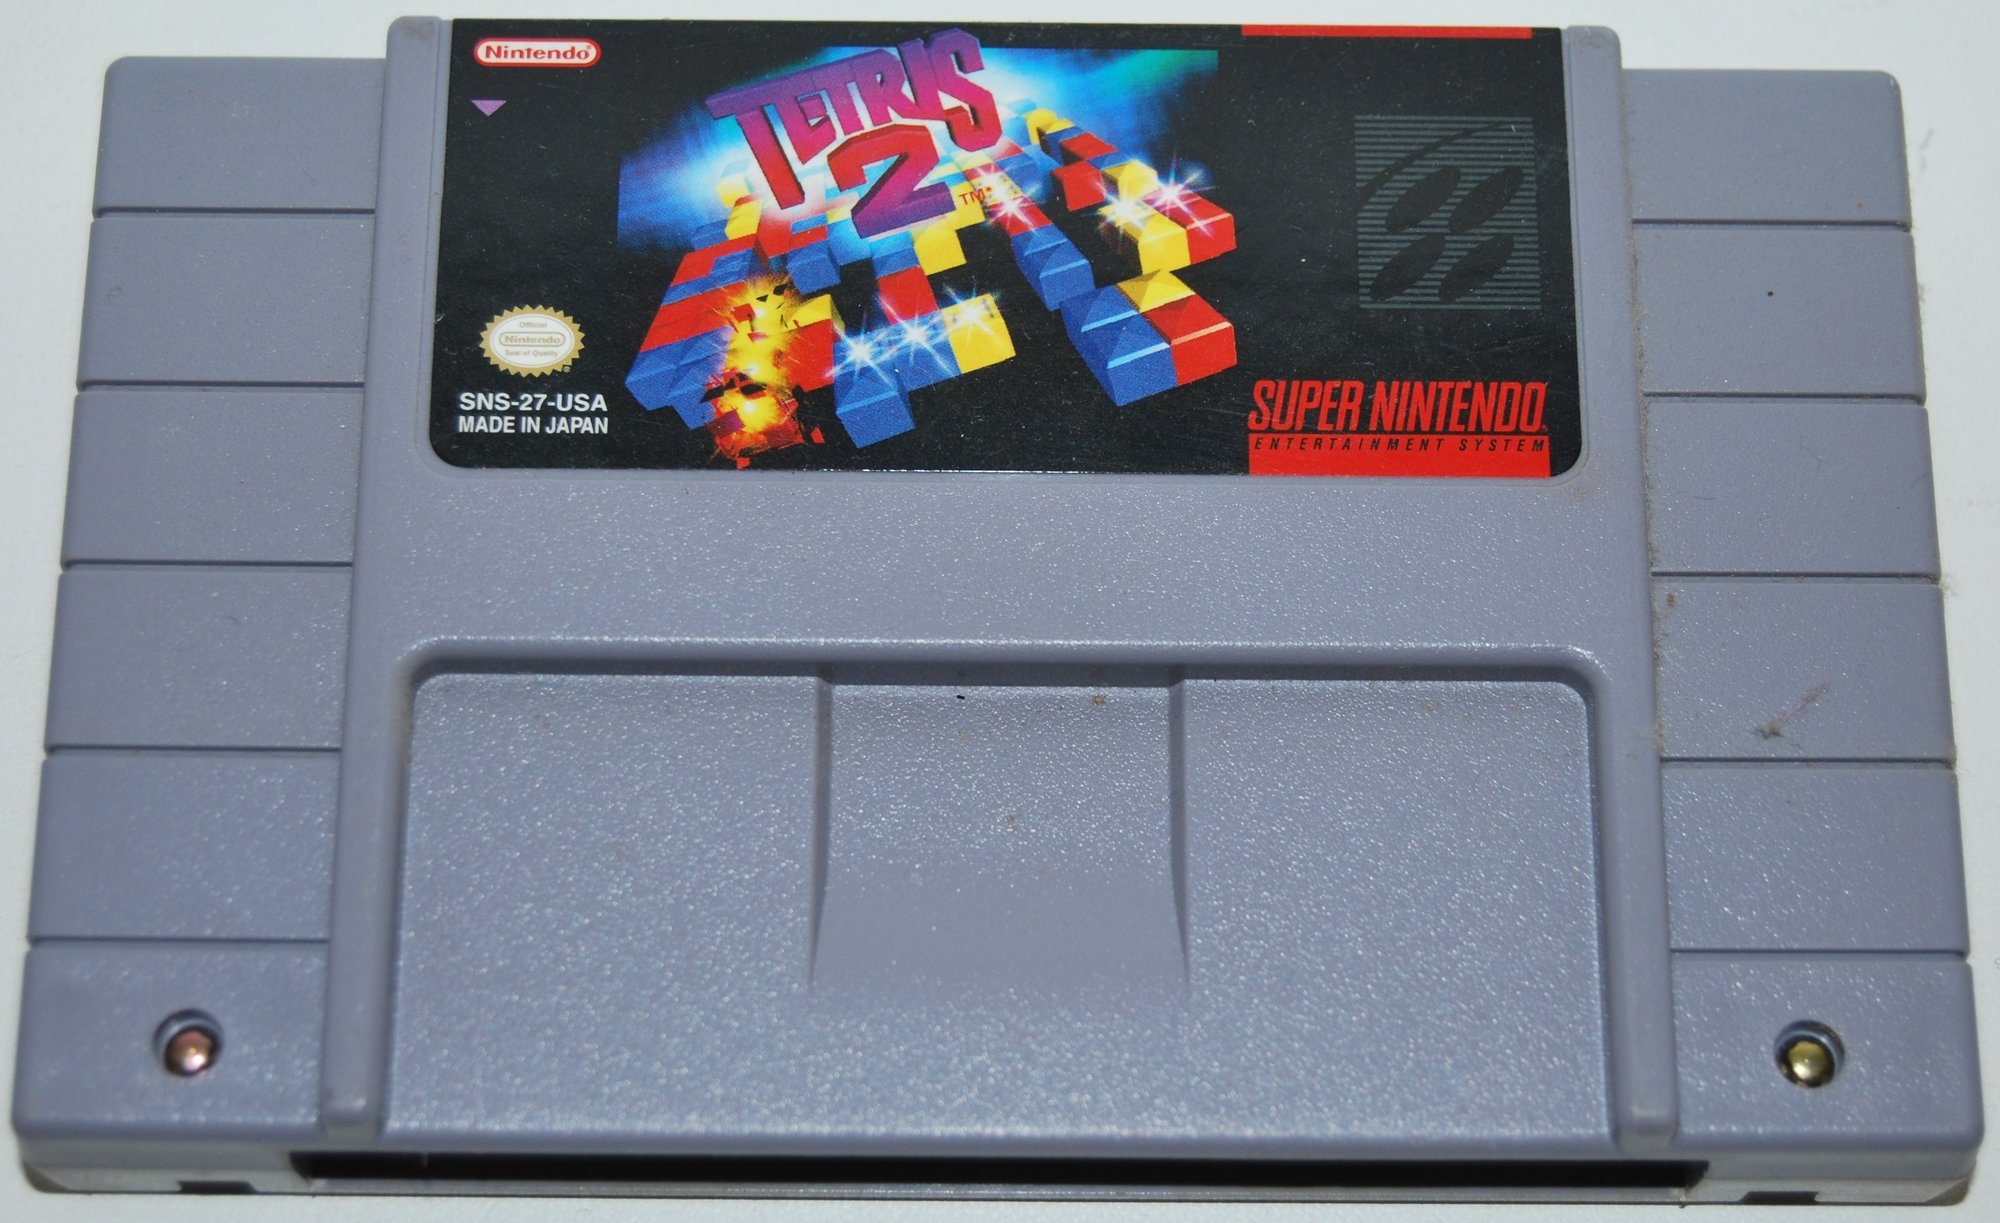 Nintendo®
TETRIS
2
TM*
Official
Nintendo
Seal of Quality
®
SNS-27-USA
MADE IN JAPAN
SUPER NINTENDO
ENTERTAINMENT SYSTEM